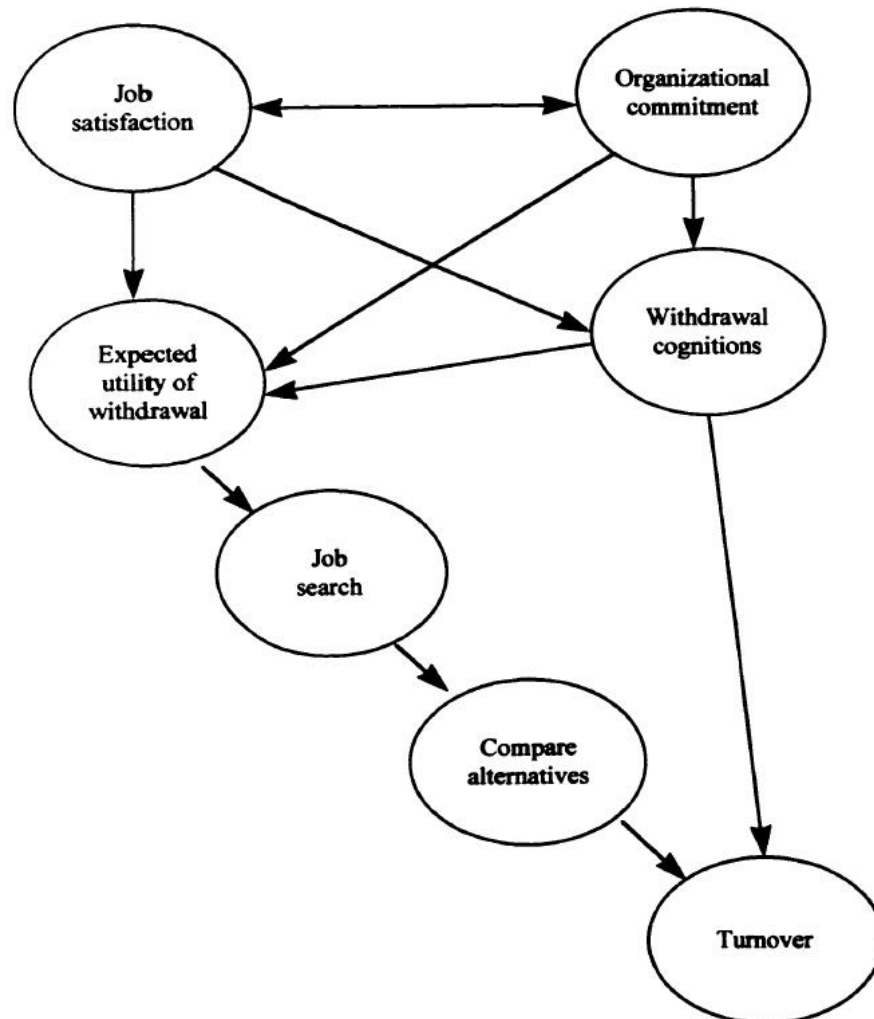 Job
satisfaction
Organizational
commitment
Expected
utility of
withdrawal
Withdrawal
cognitions
Job
search
Compare
alternatives
Turnover